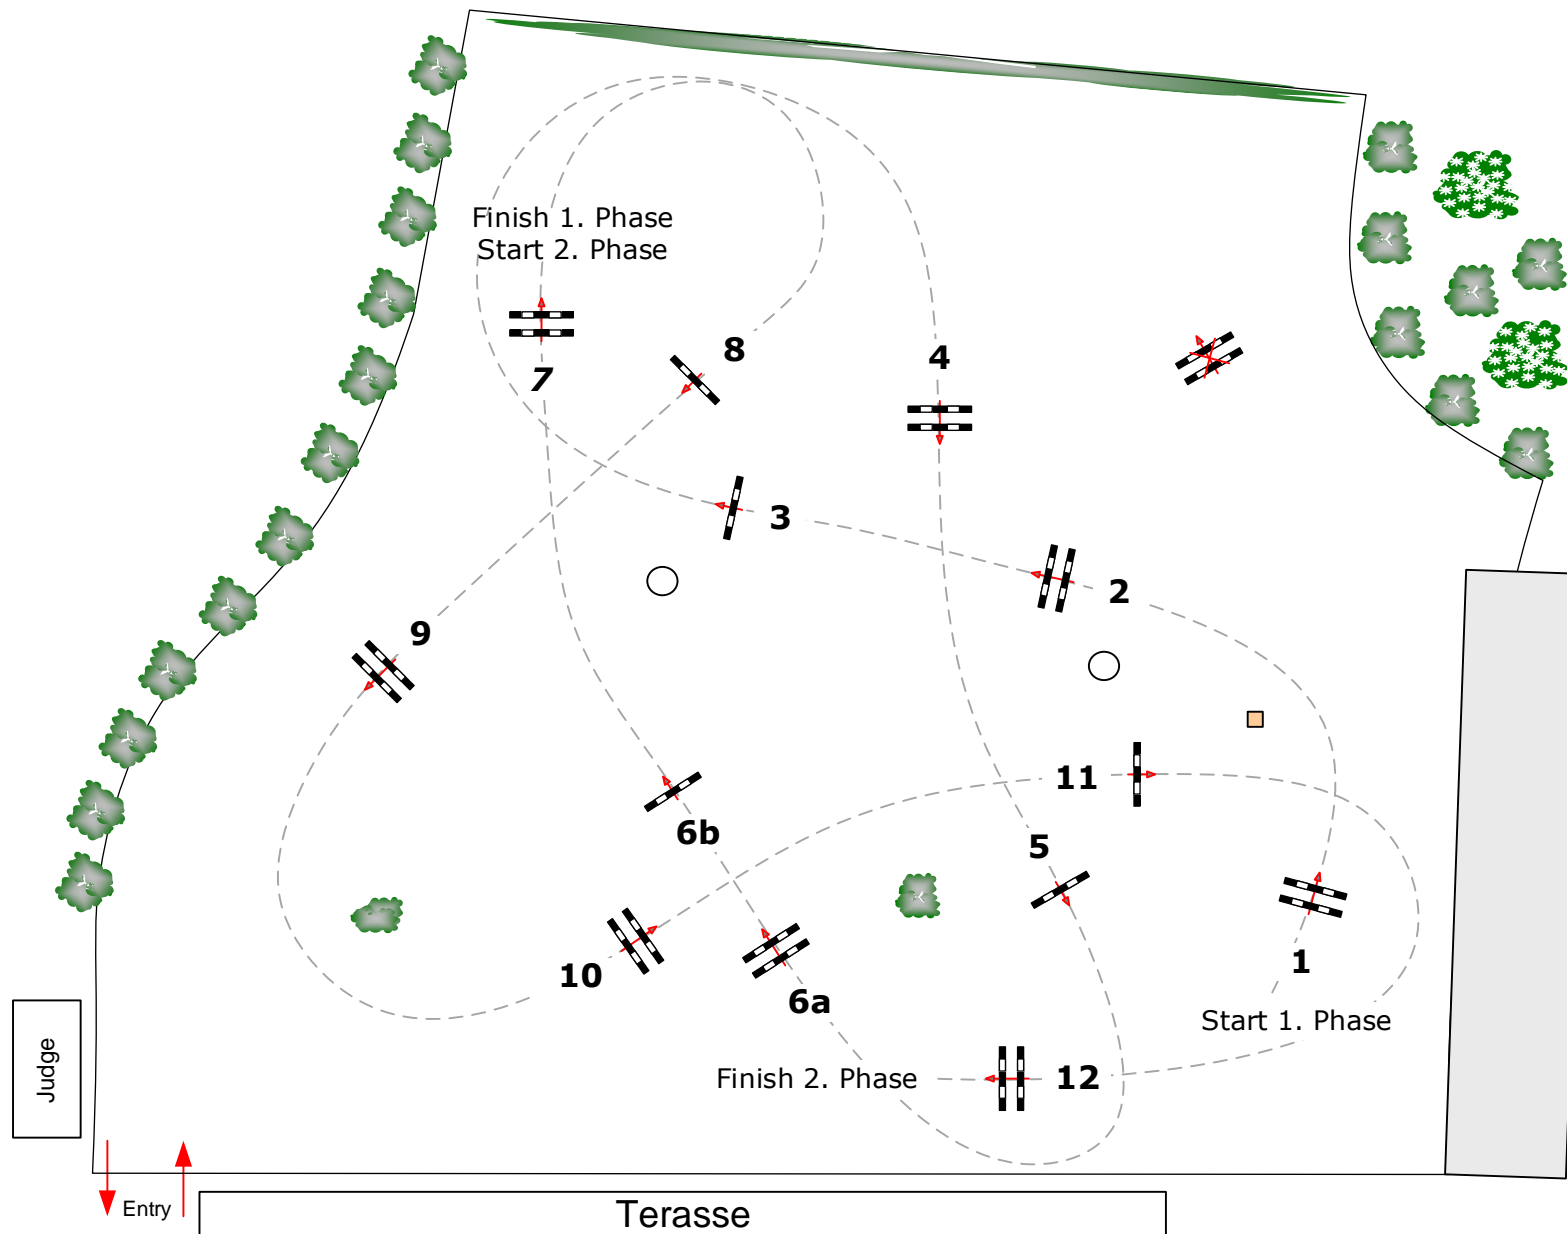 Finish 1. Phase
Start 2. Phase
8
4
7
3
2
9
11
6b
5
10
6a
1
Start 1. Phase
Finish 2. Phase
12
Judge
Entry
Terasse